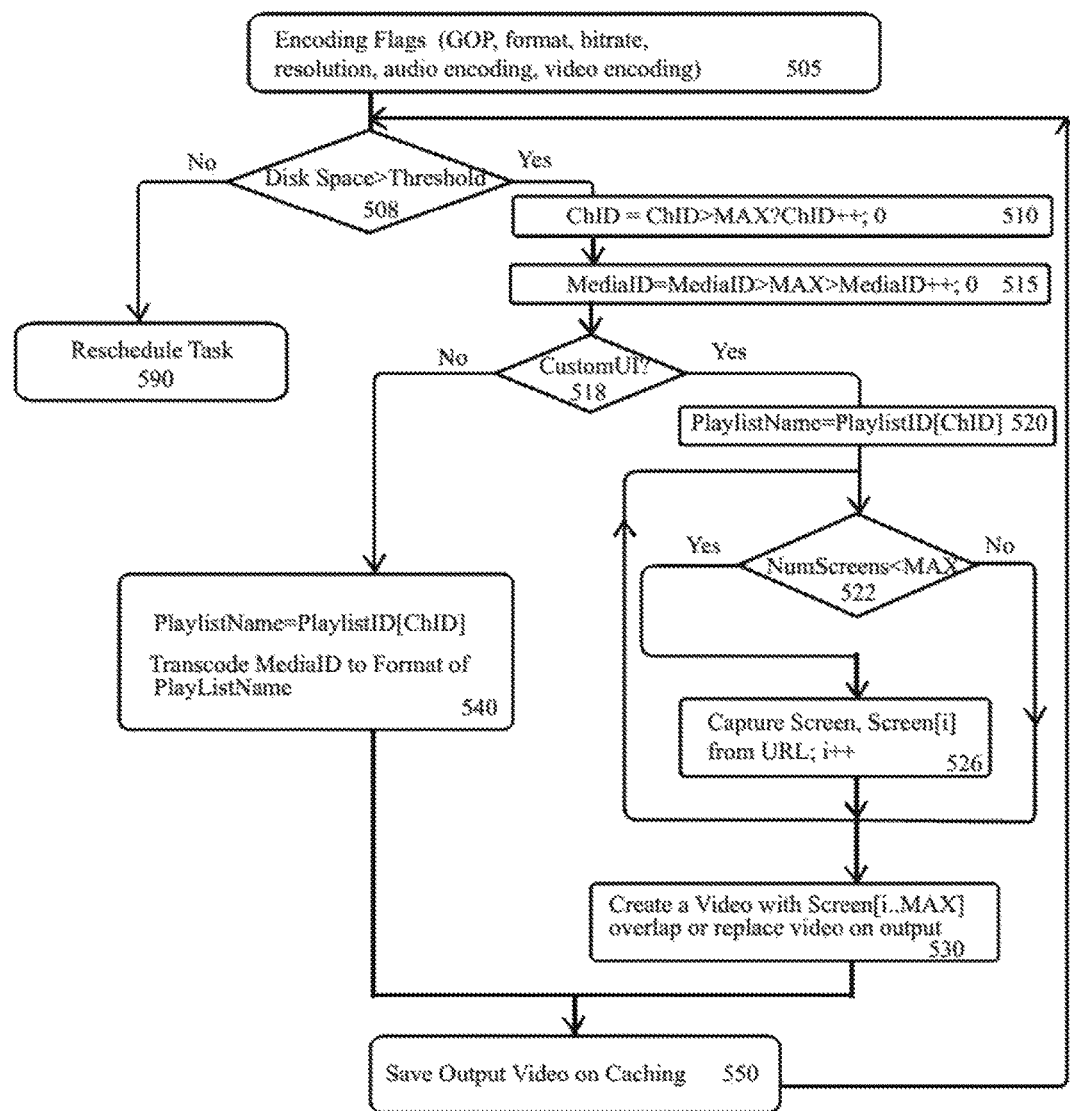 Encoding Flags (GOP, format, bitrate,
resolution, audio encoding, video encoding) 505
No
Yes
Disk Space>Threshold
508
ChID = ChID>MAX?ChID++; 0 510
MediaID=MediaID>MAX>MediaID++; 0 515
Reschedule Task
590
No
Yes
CustomUI?
518
PlaylistName=PlaylistID[ChID] 520
Yes
No
NumScreens<MAX
522
PlaylistName=PlaylistID[ChID]
Transcode MediaID to Format of
PlayListName
540
Capture Screen, Screen[i]
from URL; i++
526
Create a Video with Screen[i..MAX]
overlap or replace video on output
530
Save Output Video on Caching 550